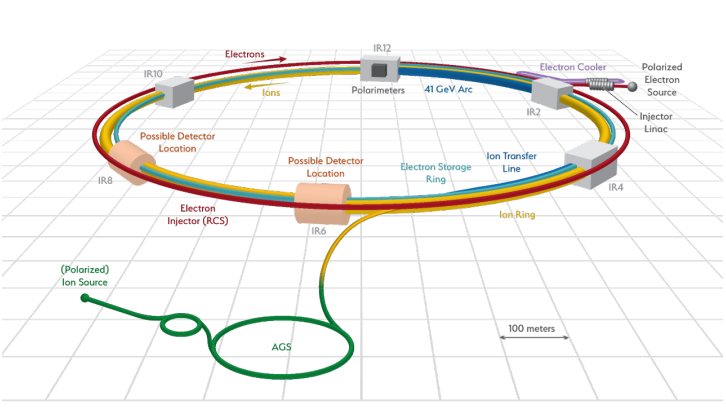 IR12
Electrons
IR10
Ions
Polarimeters
41 GeV Arc
Electron Cooler
Polarized
Electron
Source
IR2
Injector
Linac
Possible Detector
Location
IR8
Possible Detector
Location
Electron Storage
Ring
Ion Transfer
Line
IR4
Electron
Injector (RCS)
IR6
Ion Ring
(Polarized)
Ion Source
AGS
100 meters